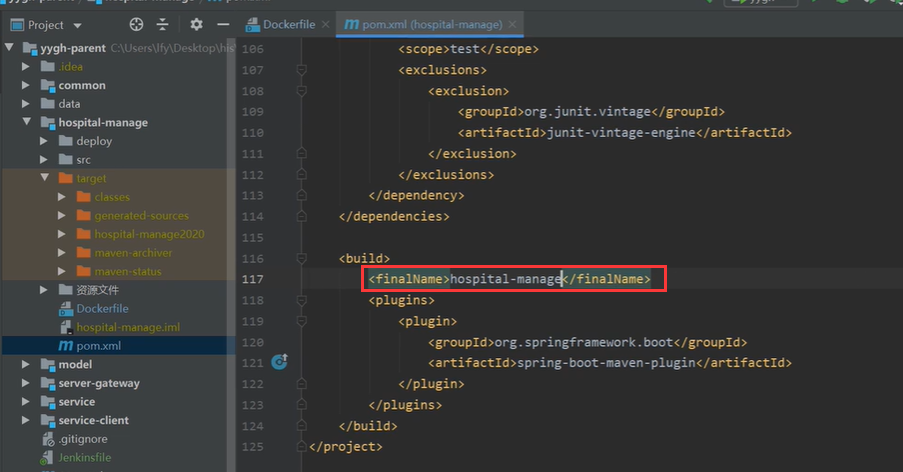 Project
yygh-parent C:\Users\lfy\Desktop\his
.idea
common
data
hospital-manage
deploy
src
target
classes
generated-sources
hospital-manage2020
maven-archiver
maven-status
资源文件
Dockerfile
hospital-manage.iml
pom.xml
model
server-gateway
service
service-client
.gitignore
Jenkinsfile
Dockerfile
pom.xml (hospital-manage)
106 <scope>test</scope>
107 <exclusions>
108 <exclusion>
109 <groupId>org.junit.vintage</groupId>
110 <artifactId>junit-vintage-engine</artifactId>
111 </exclusion>
112 </exclusions>
113 </dependency>
114 </dependencies>
115
116 <build>
117 <finalName>hospital-manage</finalName>
118 <plugins>
119 <plugin>
120 <groupId>org.springframework.boot</groupId>
121 <artifactId>spring-boot-maven-plugin</artifactId>
122 </plugin>
123 </plugins>
124 </build>
125 </project>